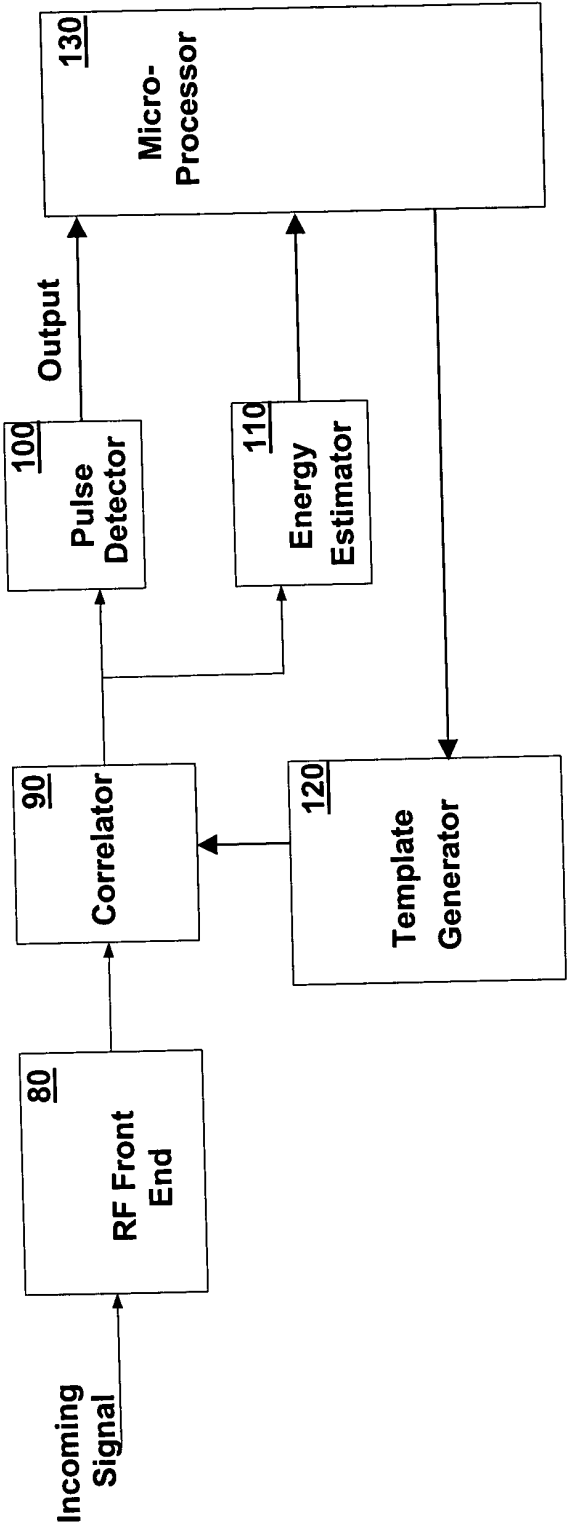 Incoming
Signal
80
RF Front
End
90
Correlator
120
Template
Generator
100
Pulse
Detector
110
Energy
Estimator
Output
130
Micro-
Processor